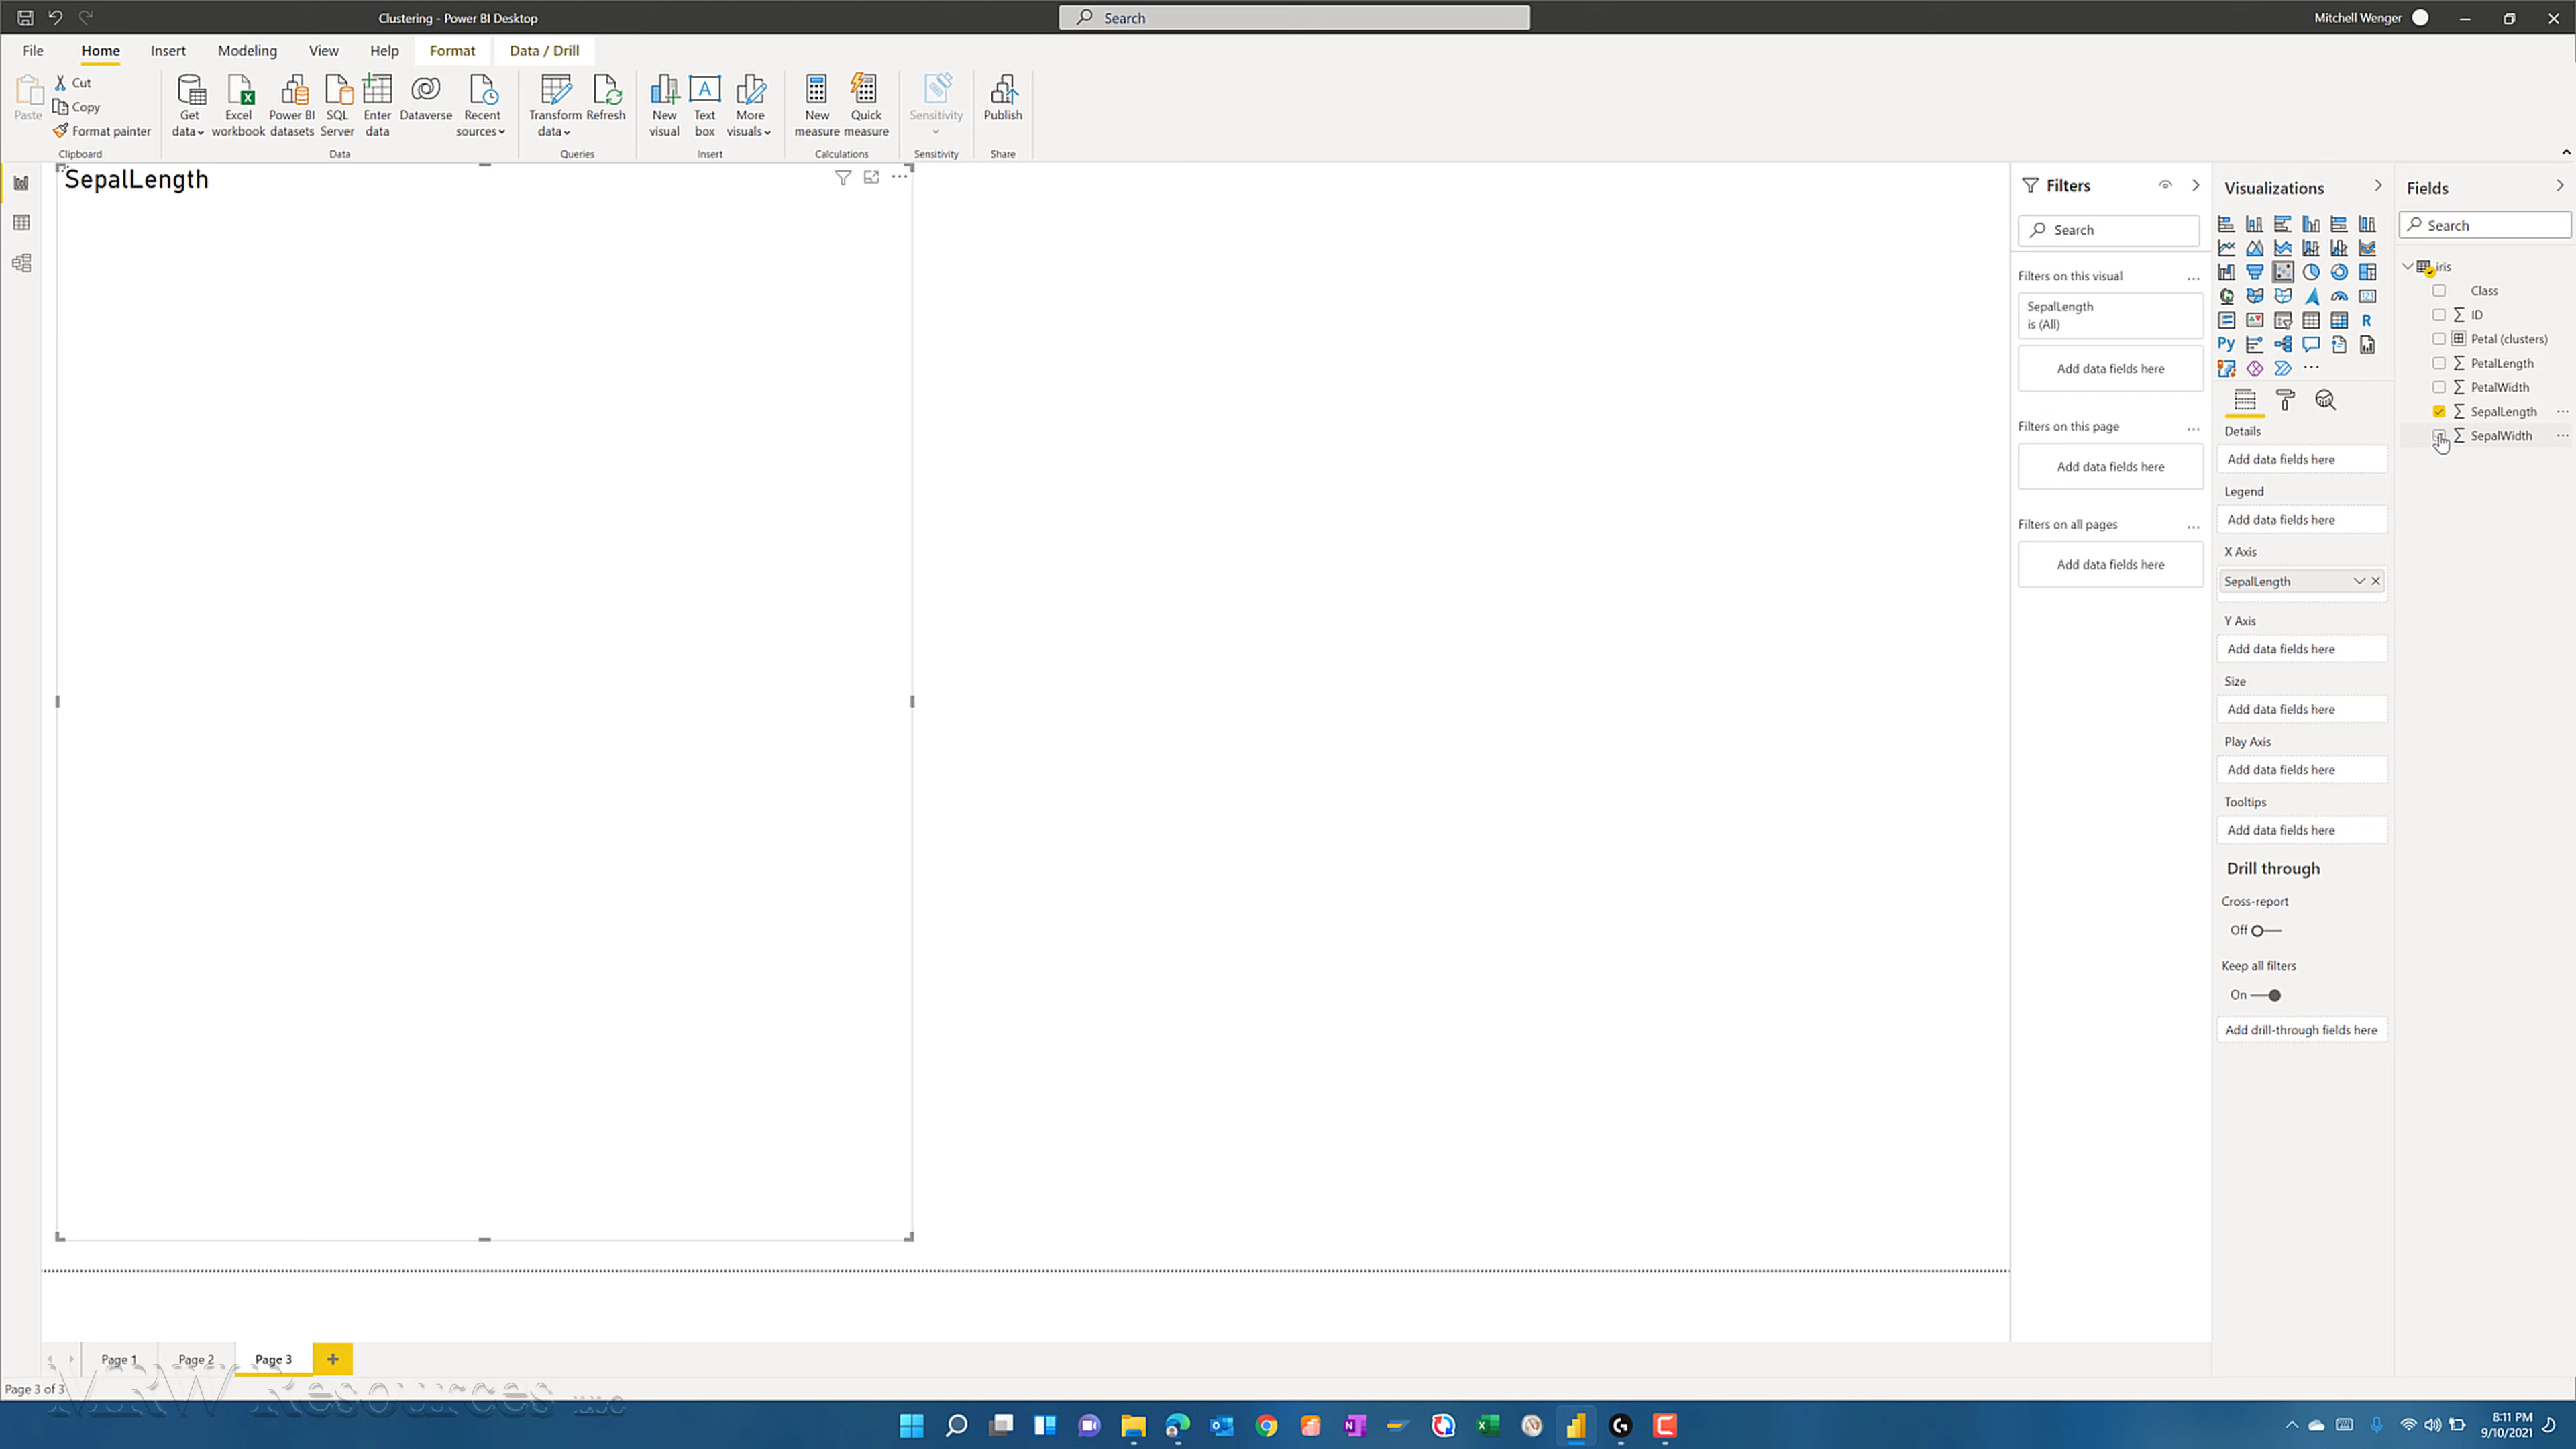 Clustering - Power BI Desktop
Search
Mitchell Wenger
File Home Insert Modeling View Help Format Data / Drill
Paste
Cut
Copy
Format painter
Clipboard
Get data
Excel workbook
Power BI datasets
SQL Server
Enter data
Dataverse
Recent sources
Data
Transform data
Refresh
Queries
New visual
Text box
More visuals
Insert
New measure
Quick measure
Calculations
Sensitivity
Sensitivity
Publish
Share
SepalLength
Filters
Search
Filters on this visual
SepalLength
is (All)
Add data fields here
Filters on this page
Add data fields here
Filters on all pages
Add data fields here
Visualizations
R
Py
123
Details
Add data fields here
Legend
Add data fields here
X Axis
SepalLength
Y Axis
Add data fields here
Size
Add data fields here
Play Axis
Add data fields here
Tooltips
Add data fields here
Drill through
Cross-report
Off
Keep all filters
On
Add drill-through fields here
Fields
Search
iris
Class
ID
Petal (clusters)
PetalLength
PetalWidth
SepalLength
SepalWidth
Page 1 Page 2 Page 3
Page 3 of 3
MRW Resources LLC
8:11 PM
9/10/2021